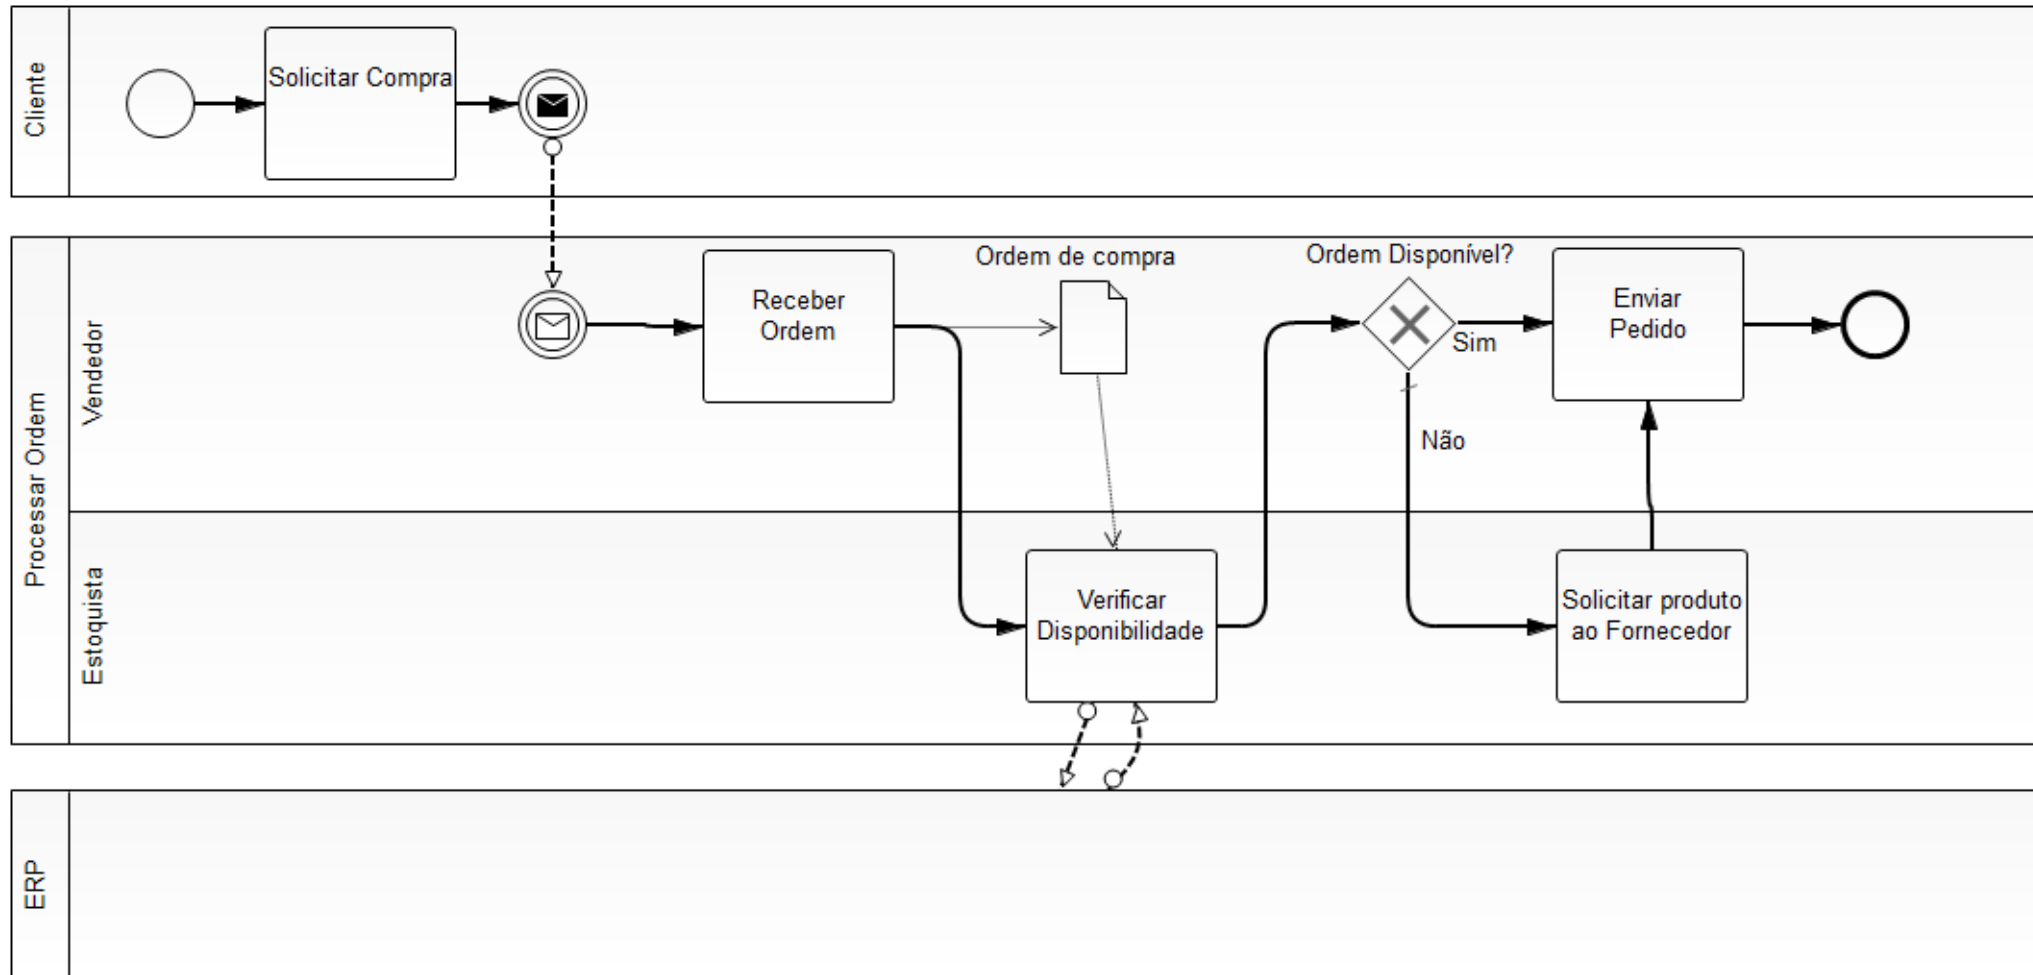 Cliente
Solicitar Compra
Processar Ordem
Vendedor
Receber
Ordem
Ordem de compra
Ordem Disponível?
Sim
Não
Enviar
Pedido
Estoquista
Verificar
Disponibilidade
Solicitar produto
ao Fornecedor
ERP